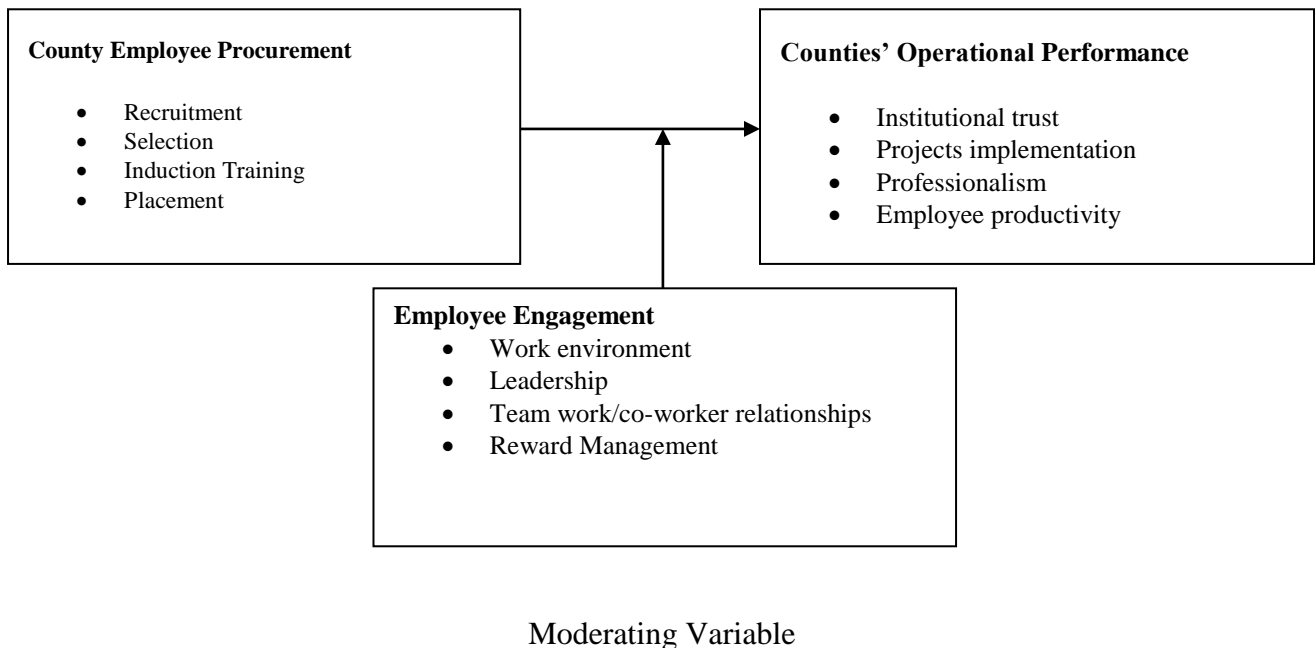 County Employee Procurement
• Recruitment
• Selection
• Induction Training
• Placement
Counties’ Operational Performance
• Institutional trust
• Projects implementation
• Professionalism
• Employee productivity
Employee Engagement
• Work environment
• Leadership
• Team work/co-worker relationships
• Reward Management
Moderating Variable